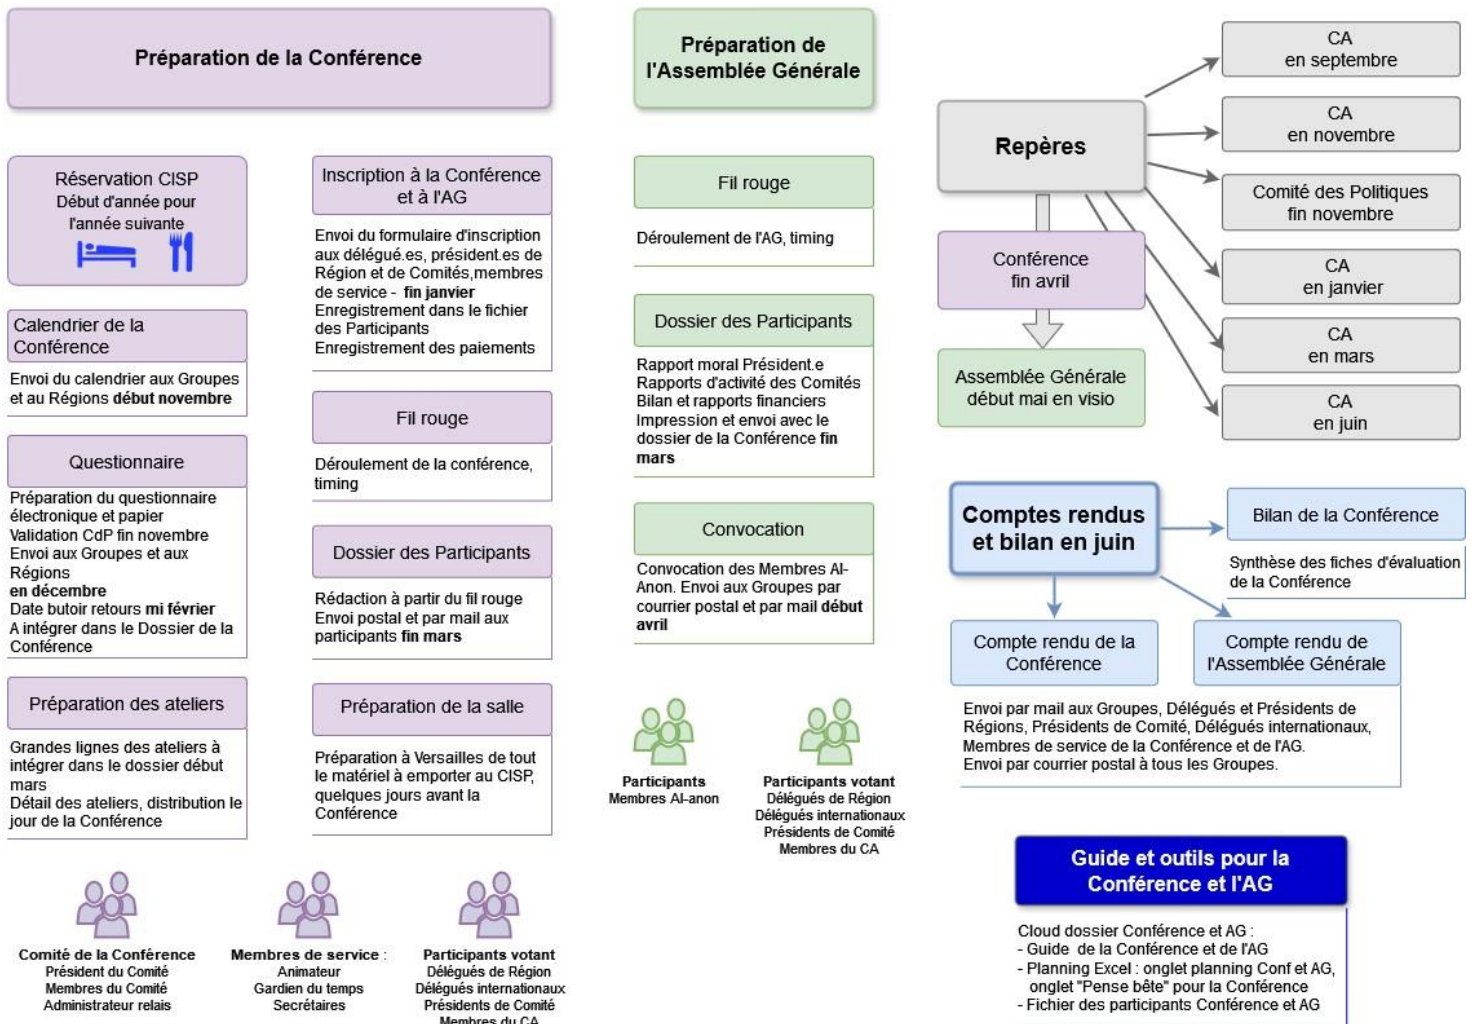 Préparation de la Conférence
Réservation CISP
Début d'année pour
l'année suivante
Calendrier de la
Conférence
Envoi du calendrier aux Groupes
et au Régions début novembre
Questionnaire
Préparation du questionnaire
électronique et papier
Validation CdP fin novembre
Envoi aux Groupes et aux
Régions
en décembre
Date butoir retours mi février
A intégrer dans le Dossier de la
Conférence
Préparation des ateliers
Grandes lignes des ateliers à
intégrer dans le dossier début
mars
Détail des ateliers, distribution le
jour de la Conférence
Inscription à la Conférence
et à l'AG
Envoi du formulaire d'inscription
aux délégué.es, président.es de
Région et de Comités,membres
de service - fin janvier
Enregistrement dans le fichier
des Participants
Enregistrement des paiements
Fil rouge
Déroulement de la conférence,
timing
Dossier des Participants
Rédaction à partir du fil rouge
Envoi postal et par mail aux
participants fin mars
Préparation de la salle
Préparation à Versailles de tout
le matériel à emporter au CISP,
quelques jours avant la
Conférence
Comité de la Conférence
Président du Comité
Membres du Comité
Administrateur relais
Membres de service :
Animateur
Gardien du temps
Secrétaires
Participants votant
Délégués de Région
Délégués internationaux
Présidents de Comité
Membres du CA
Préparation de
l'Assemblée Générale
Fil rouge
Déroulement de l'AG, timing
Dossier des Participants
Rapport moral Président.e
Rapports d'activité des Comités
Bilan et rapports financiers
Impression et envoi avec le
dossier de la Conférence fin
mars
Convocation
Convocation des Membres Al-
Anon. Envoi aux Groupes par
courrier postal et par mail début
avril
Participants
Membres Al-anon
Participants votant
Délégués de Région
Délégués internationaux
Présidents de Comité
Membres du CA
Repères
CA
en septembre
CA
en novembre
Comité des Politiques
fin novembre
CA
en janvier
CA
en mars
CA
en juin
Conférence
fin avril
Assemblée Générale
début mai en visio
Comptes rendus
et bilan en juin
Bilan de la Conférence
Synthèse des fiches d'évaluation
de la Conférence
Compte rendu de la
Conférence
Compte rendu de
l'Assemblée Générale
Envoi par mail aux Groupes, Délégués et Présidents de
Régions, Présidents de Comité, Délégués internationaux,
Membres de service de la Conférence et de l'AG.
Envoi par courrier postal à tous les Groupes.
Guide et outils pour la
Conférence et l'AG
Cloud dossier Conférence et AG :
- Guide de la Conférence et de l'AG
- Planning Excel : onglet planning Conf et AG,
onglet "Pense bête" pour la Conférence
- Fichier des participants Conférence et AG